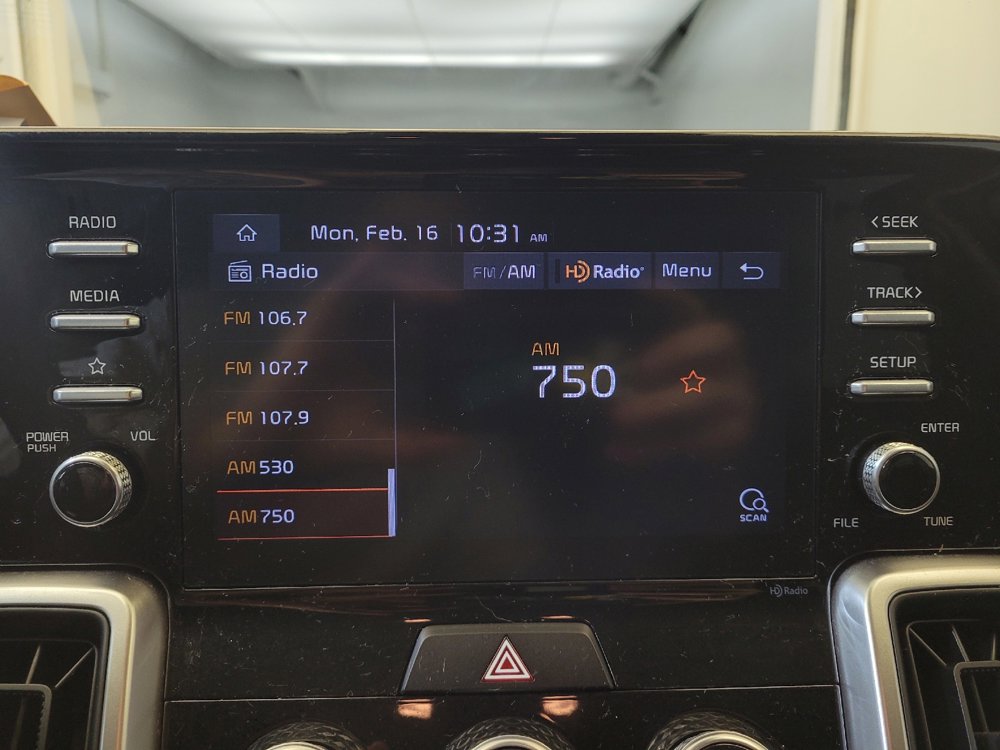 RADIO
MEDIA
POWER
PUSH
VOL
Mon, Feb. 16 10:31 AM
Radio
FM/AM
HD Radio®
Menu
FM 106.7
FM 107.7
FM 107.9
AM 530
AM 750
AM
750
SCAN
< SEEK
TRACK >
SETUP
ENTER
FILE
TUNE
HD Radio